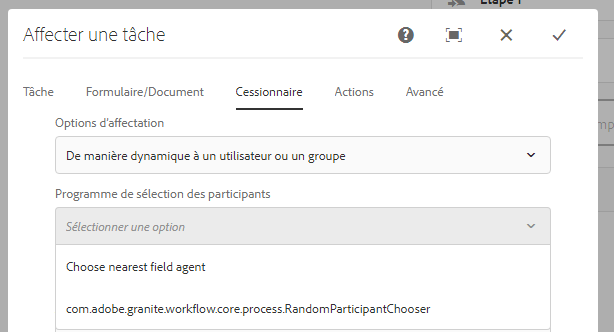 Étape 1
Affecter une tâche
Tâche Formulaire/Document Cessionnaire Actions Avancé
Options d'affectation
De manière dynamique à un utilisateur ou un groupe
Programme de sélection des participants
Sélectionner une option
Choose nearest field agent
com.adobe.granite.workflow.core.process.RandomParticipantChooser